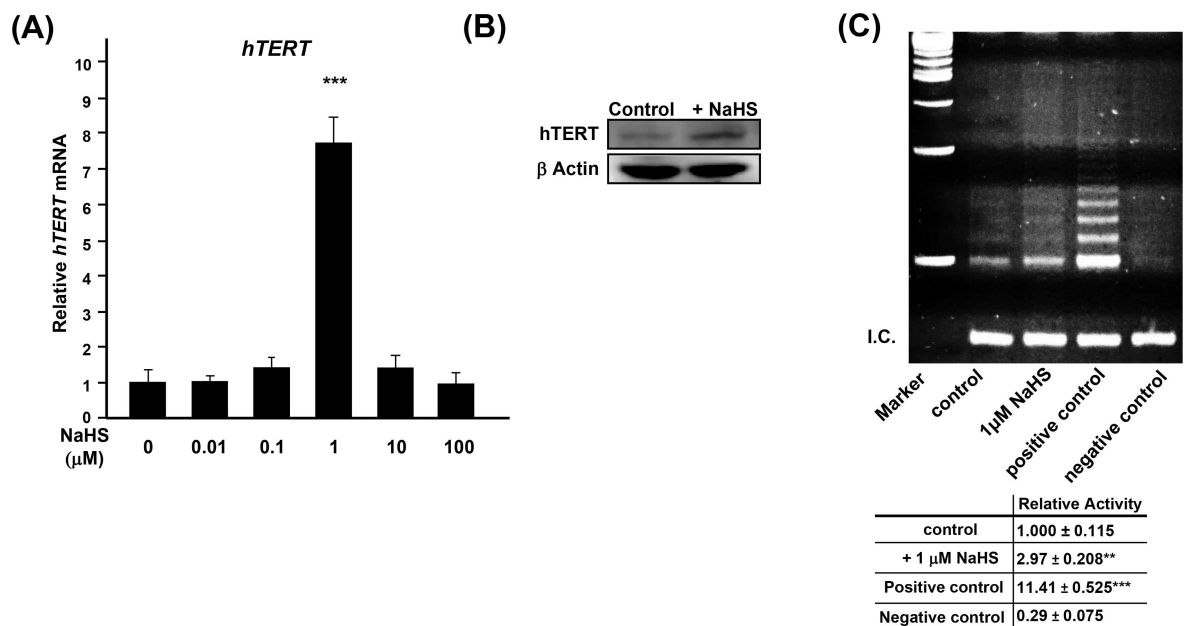 (A)
hTERT
***
Relative hTERT mRNA
10
9
8
7
6
5
4
3
2
1
0
NaHS
(μM)
0 0.01 0.1 1 10 100
(B)
Control + NaHS
hTERT
β Actin
(C)
I.C.
Marker
control
1μM NaHS
positive control
negative control
Relative Activity
control 1.000 ± 0.115
+ 1 μM NaHS 2.97 ± 0.208**
Positive control 11.41 ± 0.525***
Negative control 0.29 ± 0.075